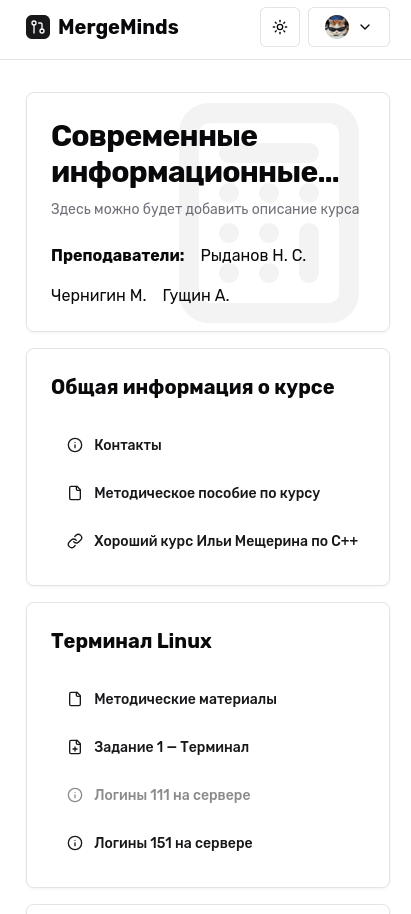 MergeMinds
Современные
информационные...
Здесь можно будет добавить описание курса
Преподаватели: Рыданов Н. С.
Чернигин М. Гущин А.
Общая информация о курсе
Контакты
Методическое пособие по курсу
Хороший курс Ильи Мещерина по C++
Терминал Linux
Методические материалы
Задание 1 — Терминал
Логины 111 на сервере
Логины 151 на сервере